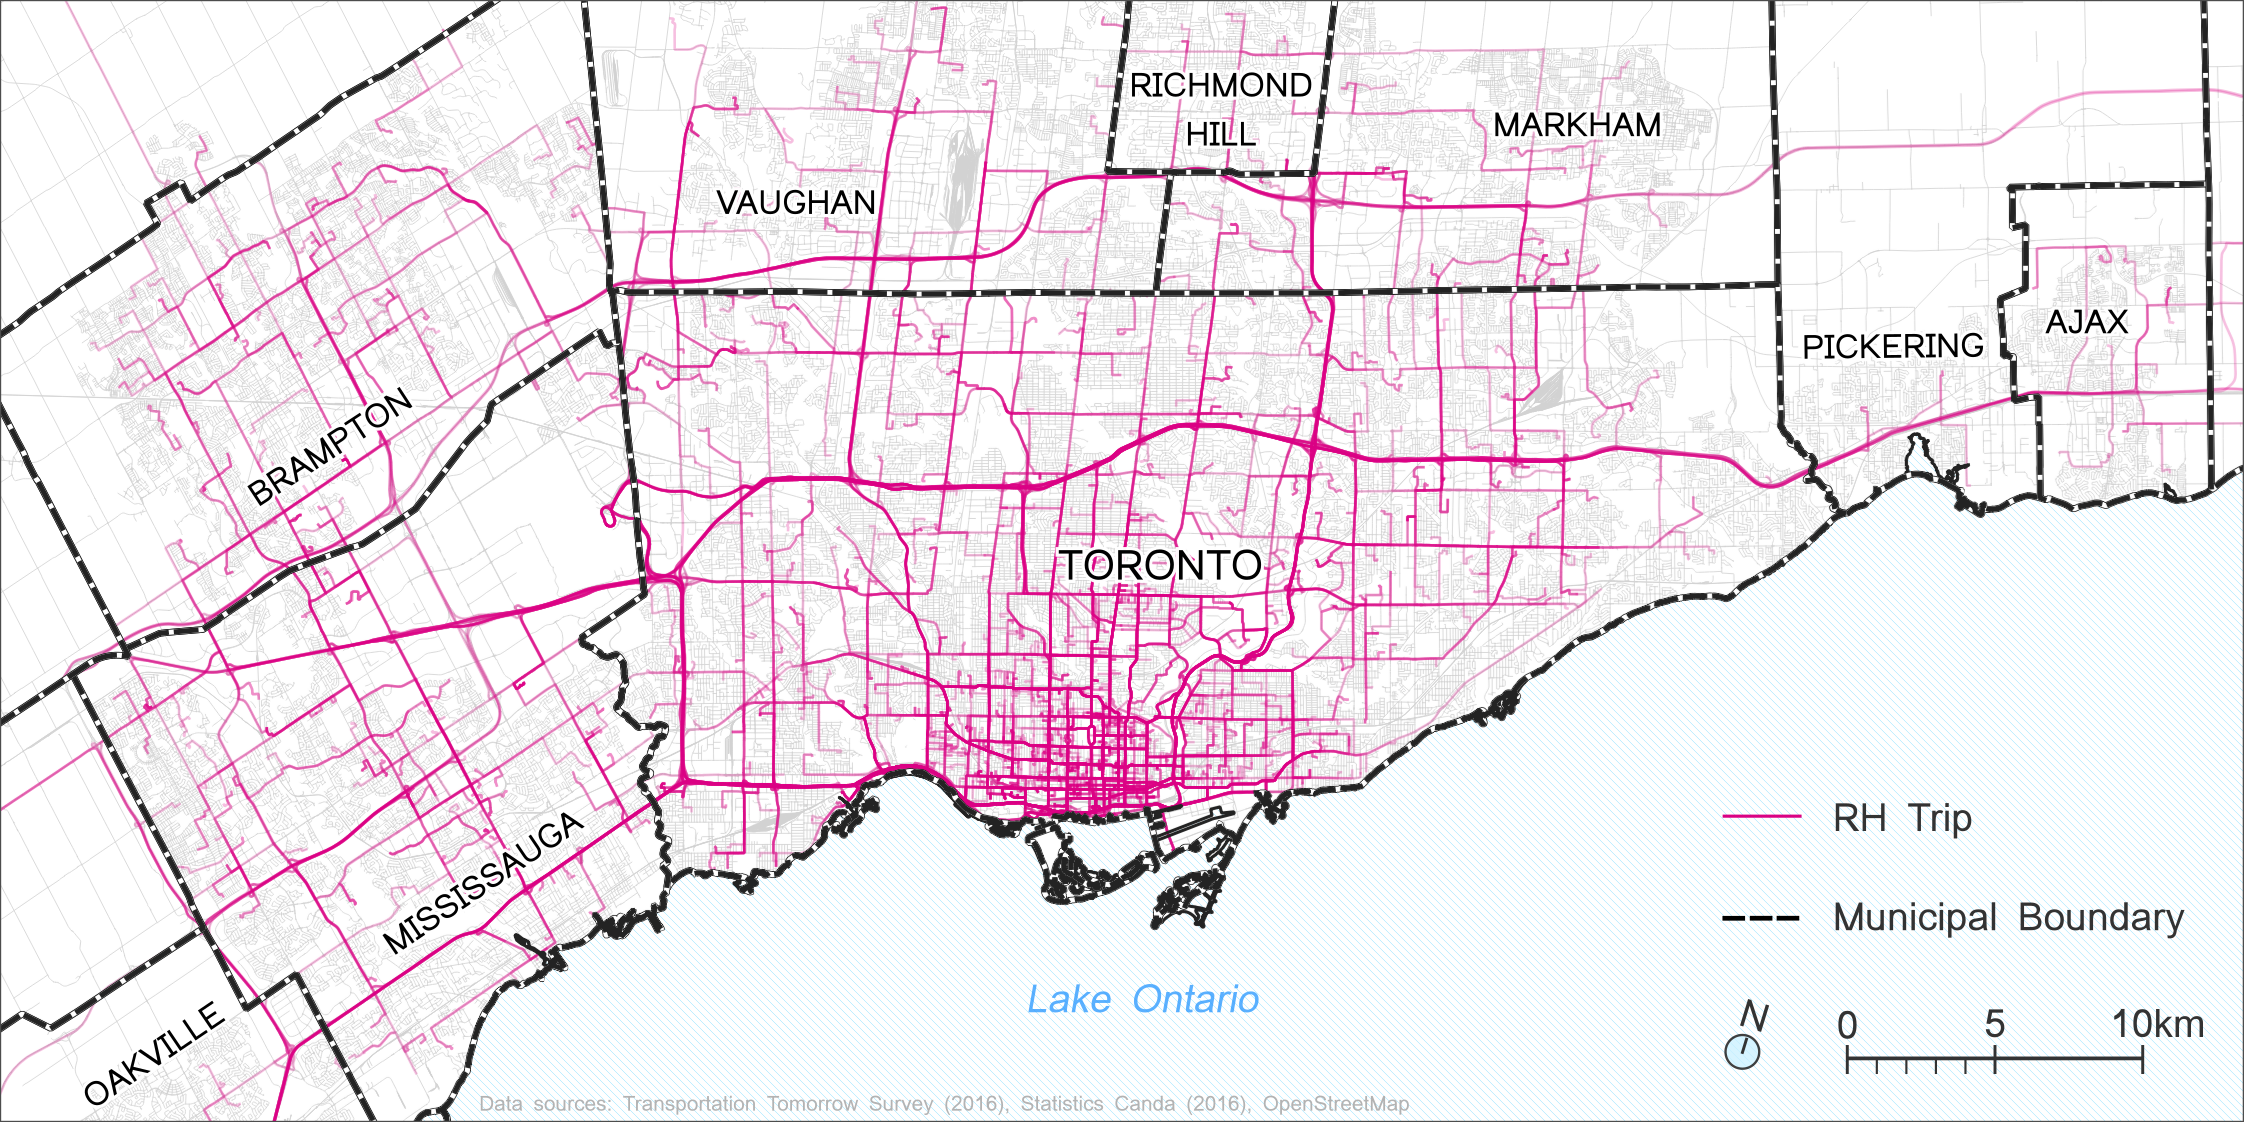 RICHMOND
HILL
MARKHAM
VAUGHAN
AJAX
PICKERING
BRAMPTON
TORONTO
RH Trip
MISSISSAUGA
Municipal Boundary
Lake Ontario
N
0 5 10km
OAKVILLE
Data sources: Transportation Tomorrow Survey (2016), Statistics Canda (2016), OpenStreetMap